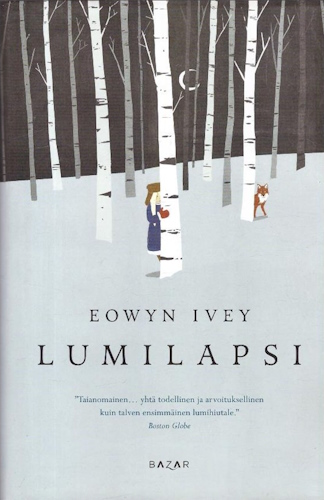 EOWYN IVEY
LUMILAPSI
"Taianomainen... yhtä todellinen ja arvoituksellinen
kuin talven ensimmäinen lumihiutale."
Boston Globe
BAZAR